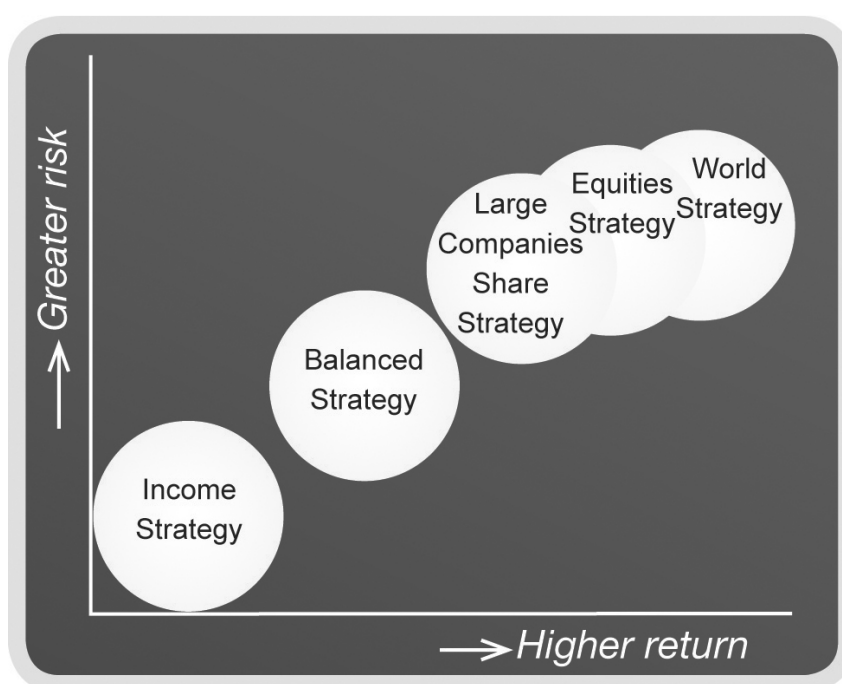 Greater risk
Large
Companies
Share
Strategy
Equities
Strategy
World
Strategy
Balanced
Strategy
Income
Strategy
Higher return